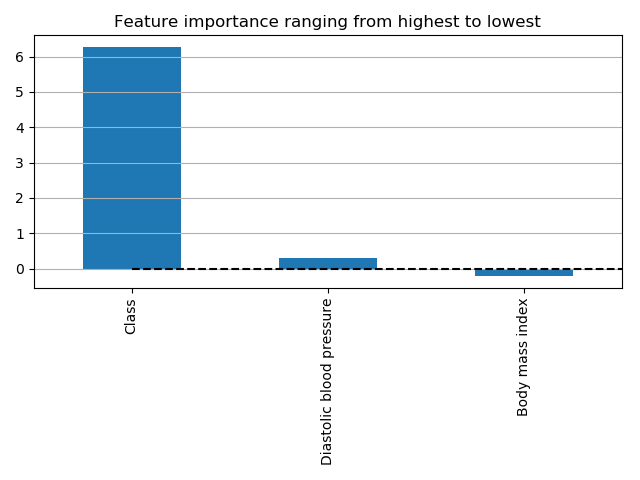 Feature importance ranging from highest to lowest
6
5
4
3
2
1
0
Class
Diastolic blood pressure
Body mass index